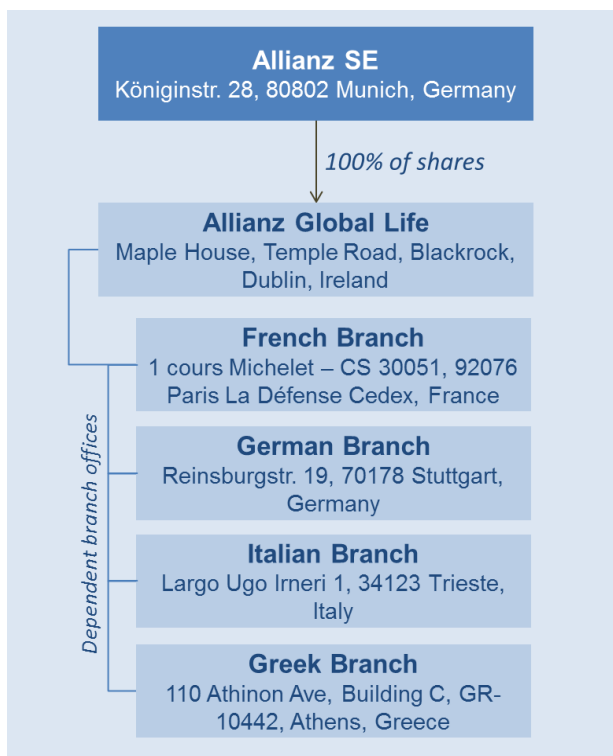 Allianz SE
Königinstr. 28, 80802 Munich, Germany
100% of shares
Allianz Global Life
Maple House, Temple Road, Blackrock,
Dublin, Ireland
Dependent branch offices
French Branch
1 cours Michelet – CS 30051, 92076
Paris La Défense Cedex, France
German Branch
Reinsburgstr. 19, 70178 Stuttgart,
Germany
Italian Branch
Largo Ugo Irneri 1, 34123 Trieste,
Italy
Greek Branch
110 Athinon Ave, Building C, GR-
10442, Athens, Greece